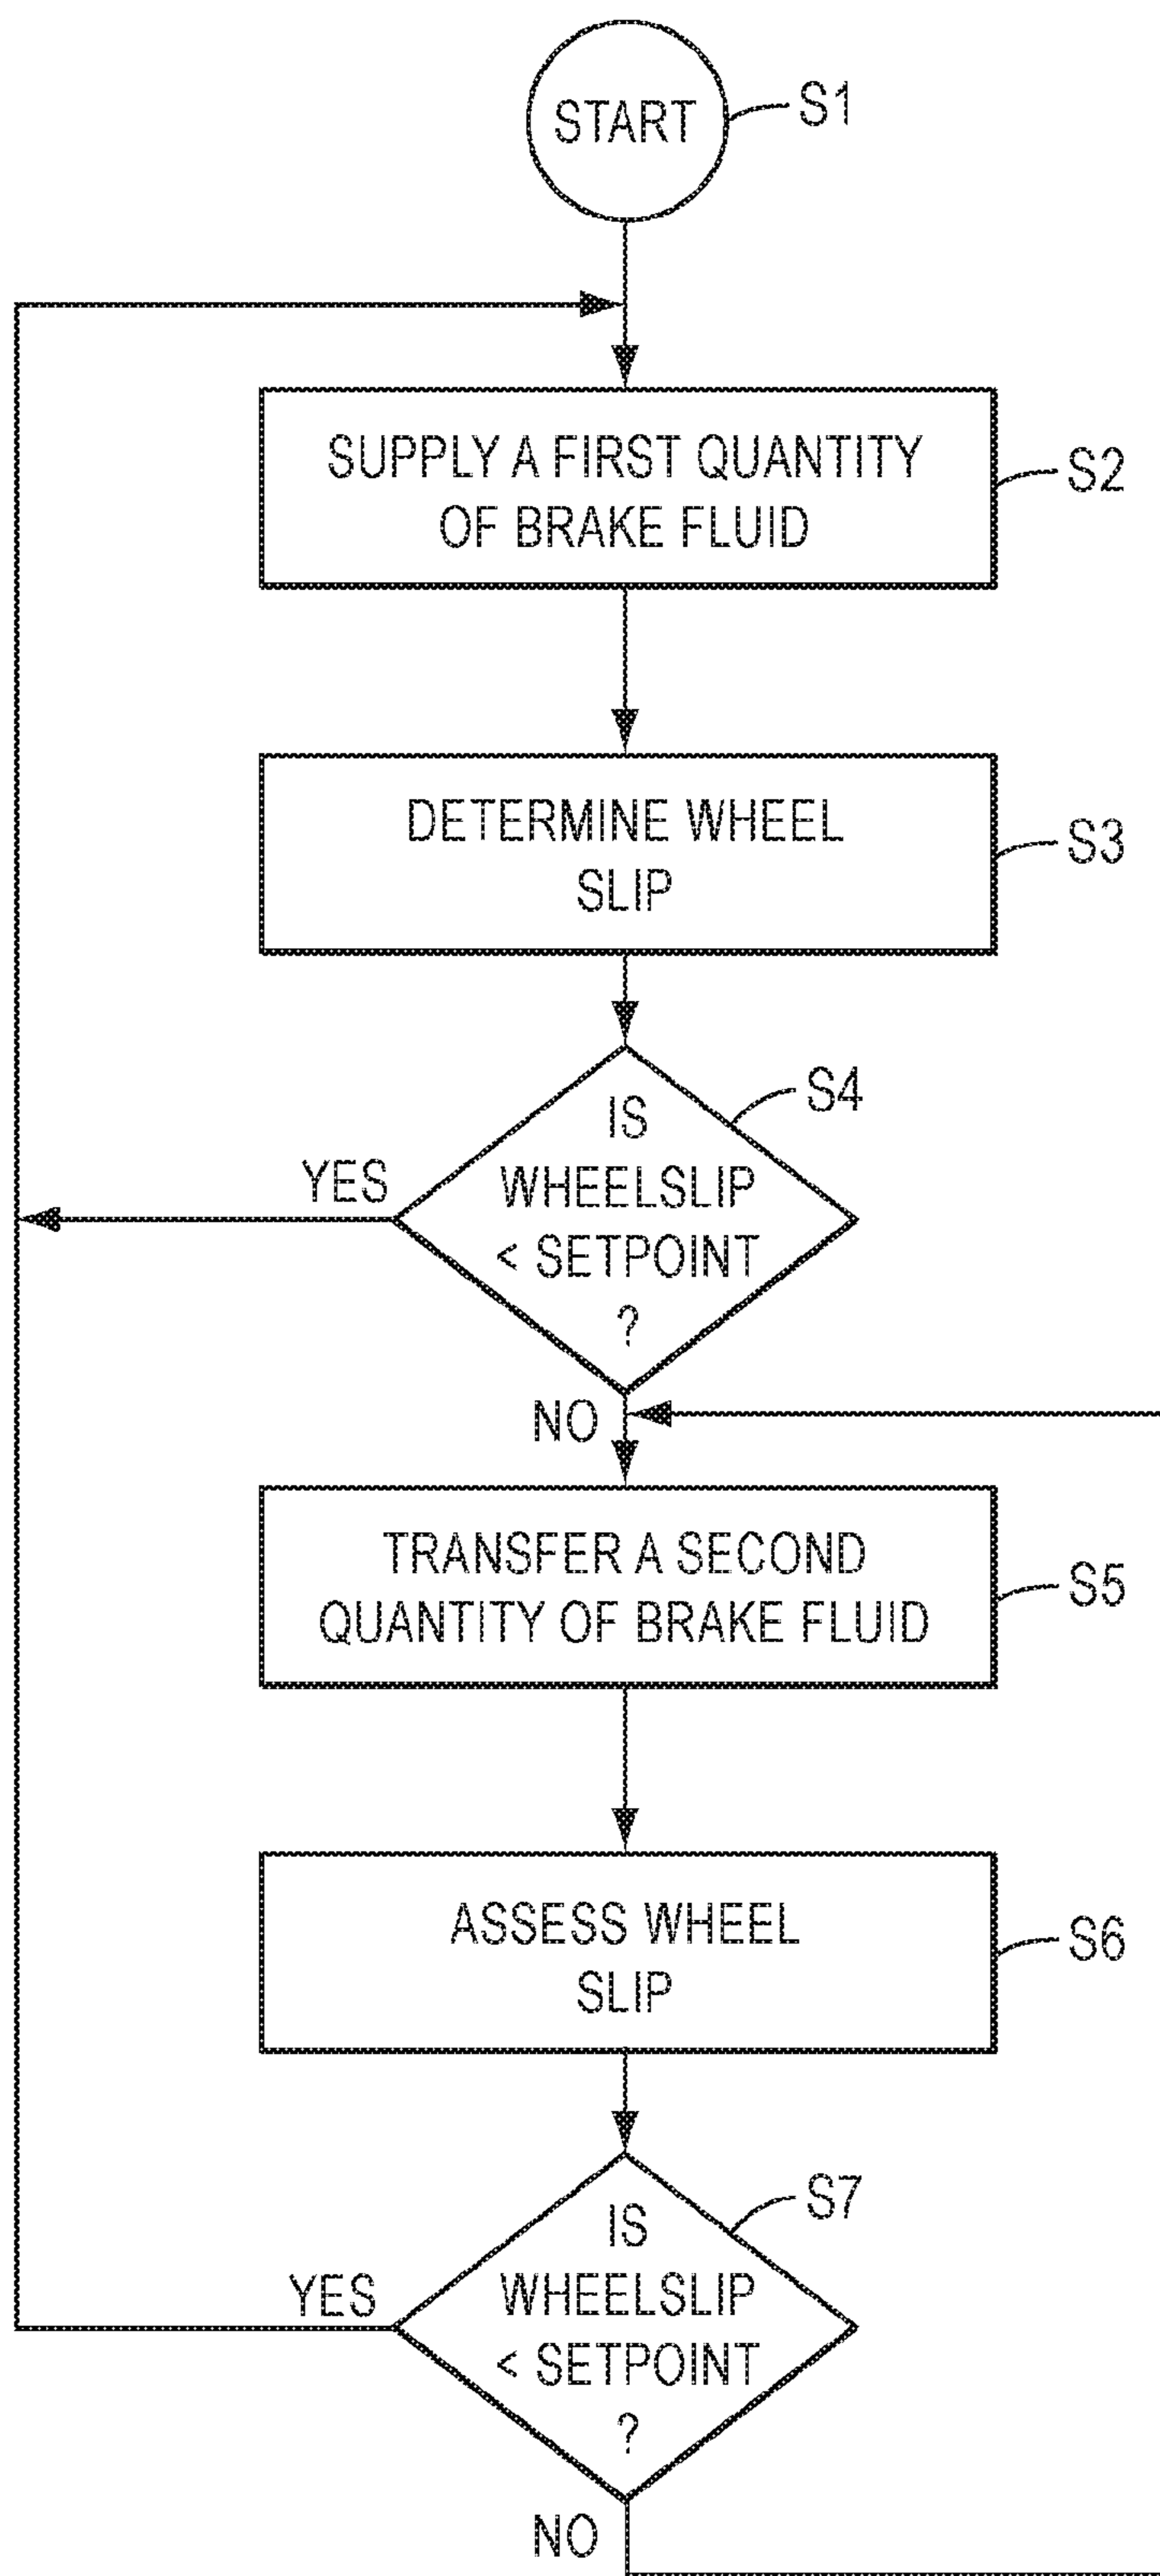 START
S1
SUPPLY A FIRST QUANTITY
OF BRAKE FLUID
S2
DETERMINE WHEEL
SLIP
S3
S4
IS
WHEELSLIP
< SETPOINT
?
YES
NO
TRANSFER A SECOND
QUANTITY OF BRAKE FLUID
S5
ASSESS WHEEL
SLIP
S6
S7
IS
WHEELSLIP
< SETPOINT
?
YES
NO